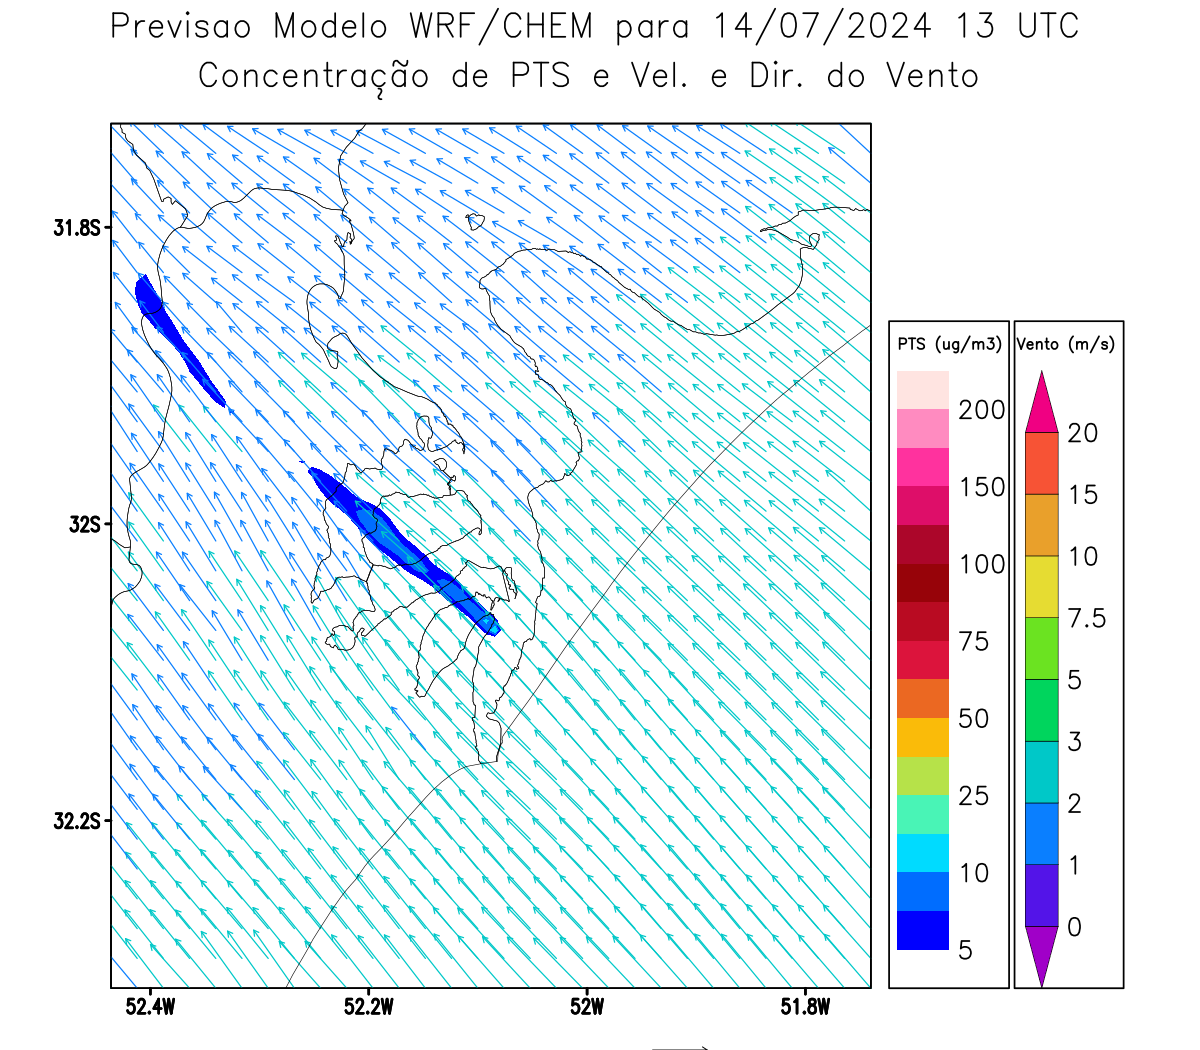 Previsao Modelo WRF/CHEM para 14/07/2024 13 UTC
Concentração de PTS e Vel. e Dir. do Vento
31.8S
32S
32.2S
52.4W 52.2W 52W 51.8W
PTS (ug/m3)
200
150
100
75
50
25
10
5
Vento (m/s)
20
15
10
7.5
5
3
2
1
0